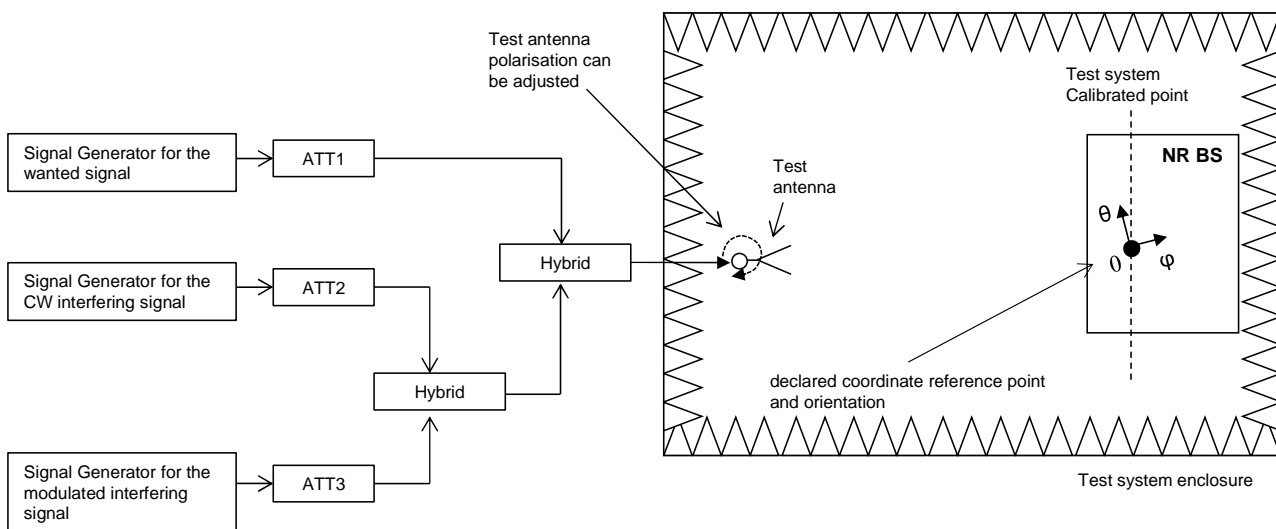 Test antenna
polarisation can
be adjusted
Test system
Calibrated point
Signal Generator for the
wanted signal
ATT1
NR BS
Test
antenna
Hybrid
θ
0
φ
Signal Generator for the
CW interfering signal
ATT2
Hybrid
declared coordinate reference point
and orientation
Signal Generator for the
modulated interfering
signal
ATT3
Test system enclosure